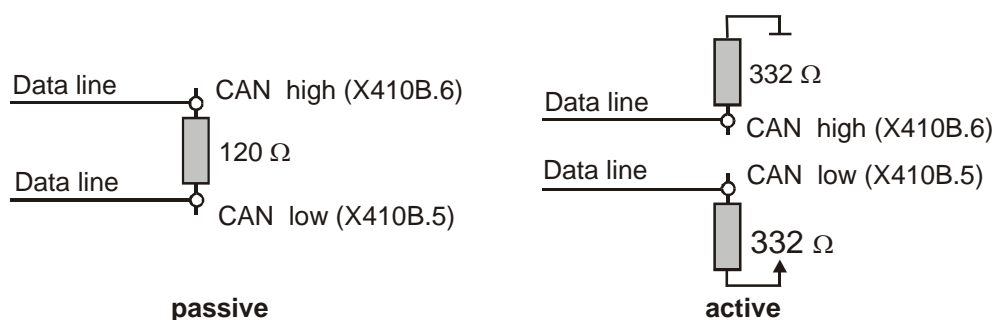 Data line
CAN high (X410B.6)
120 Ω
Data line
CAN low (X410B.5)
passive
332 Ω
Data line
CAN high (X410B.6)
Data line
CAN low (X410B.5)
332 Ω
active